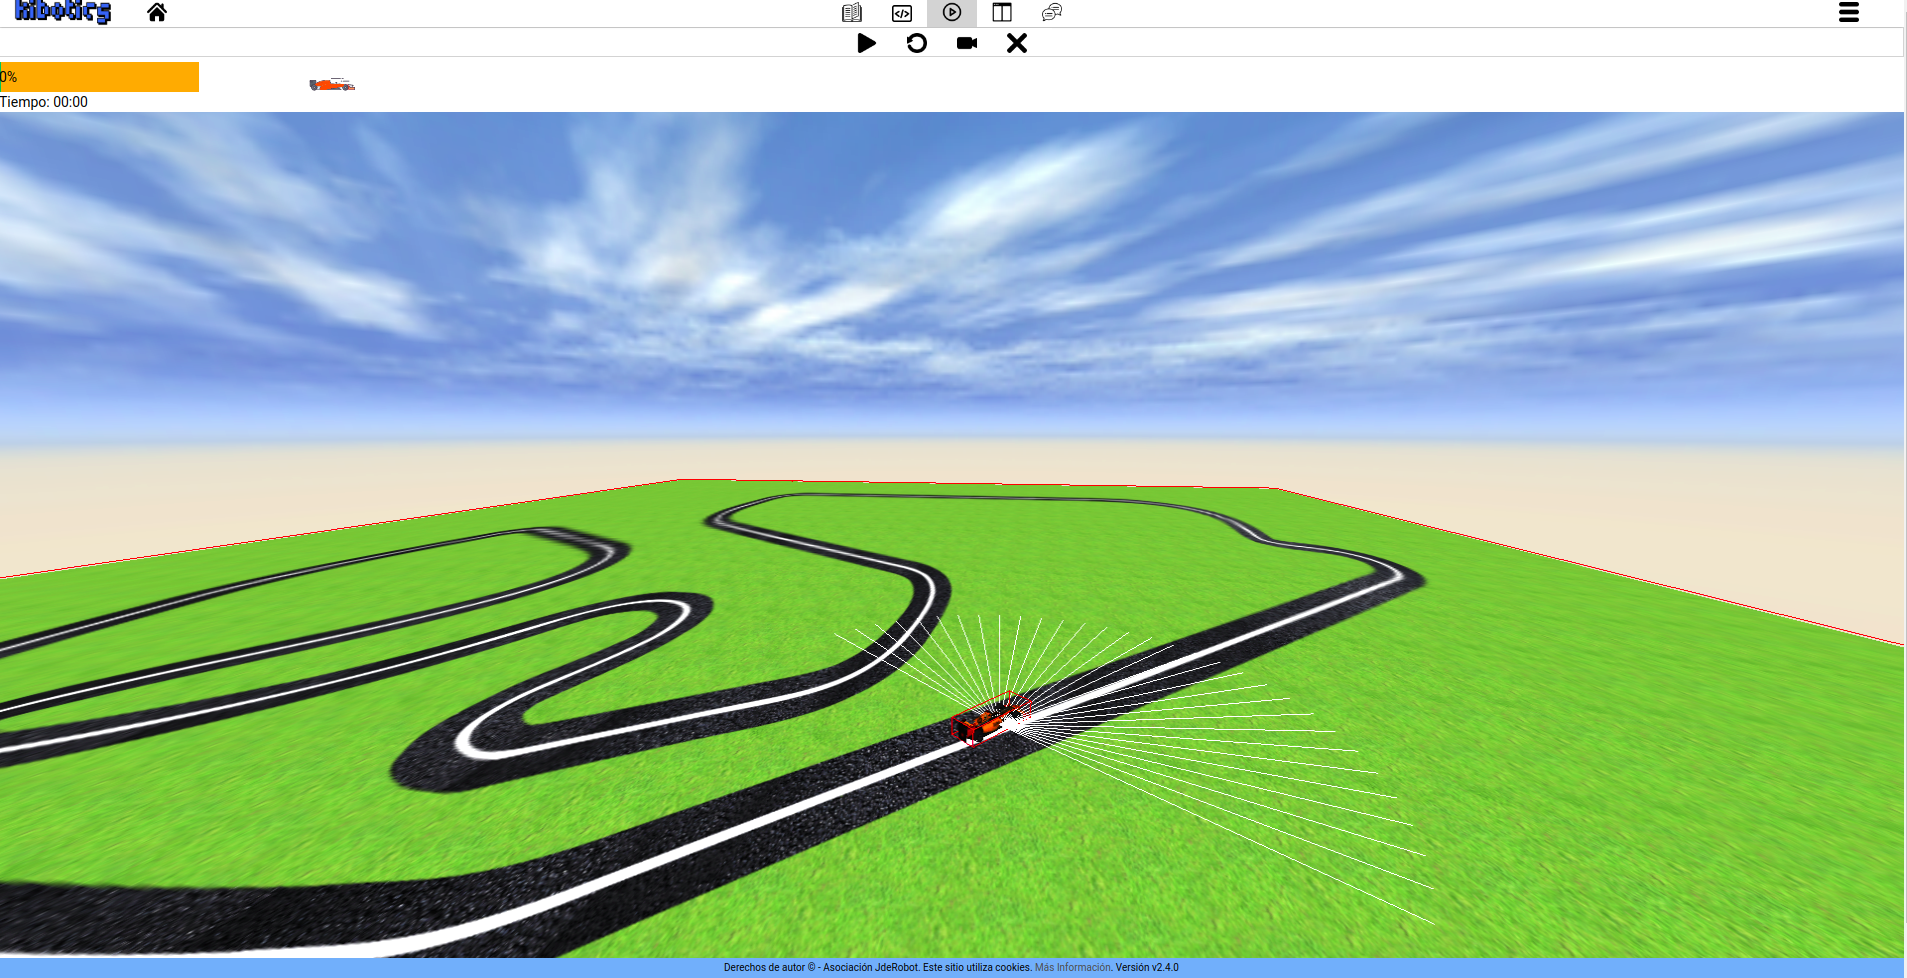 kibotics
0%
Tiempo: 00:00
Derechos de autor © - Asociación JdeRobot. Este sitio utiliza cookies. Más Información. Versión v2.4.0